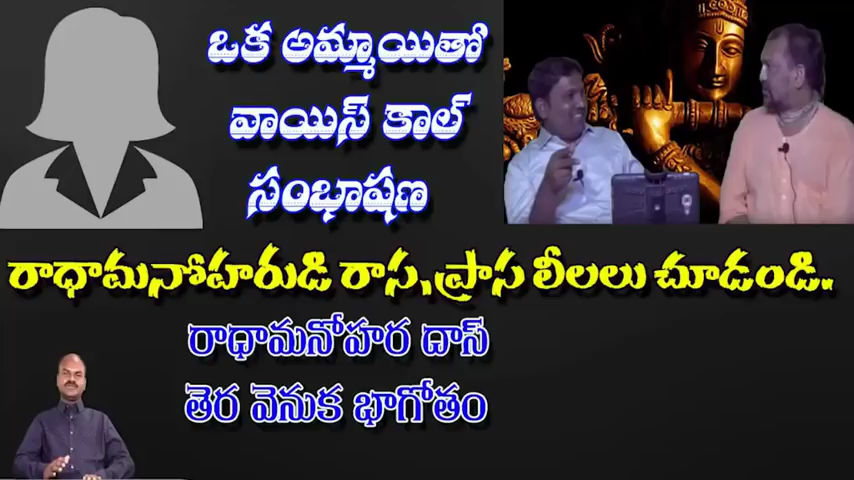 ఒక అమ్మాయితో
వాయిస్ కాల్
సంభాషణ
రాధామనోహరుడి రాస,ప్రాస లీలలు చూడండి..
రాధామనోహర దాస్
తెర వెనుక భాగోతం